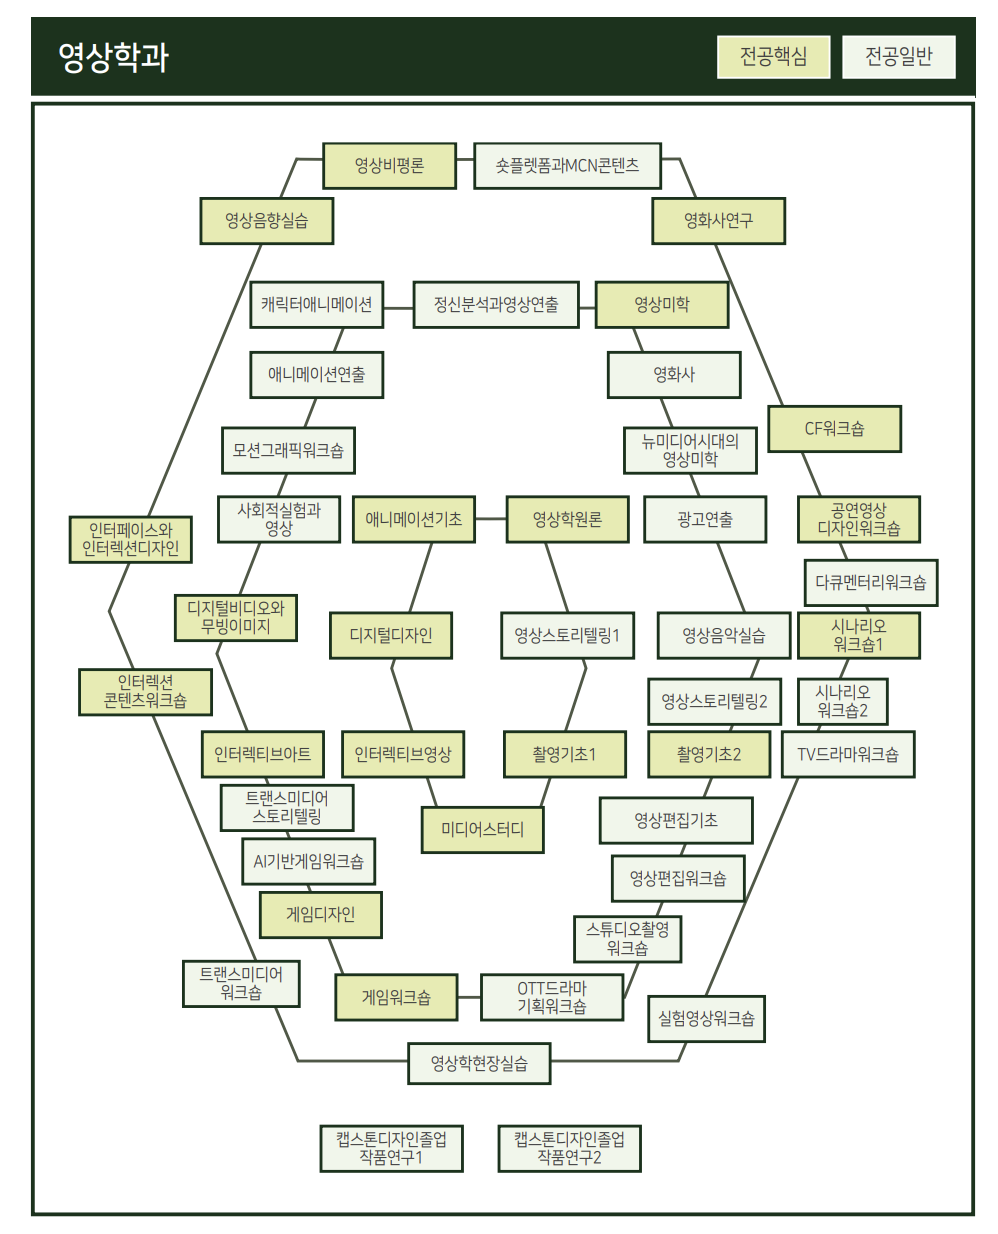 영상학과
전공핵심
전공일반
영상비평론
숏플렛폼과MCN콘텐츠
영상음향실습
영화사연구
캐릭터애니메이션
정신분석과영상연출
영상미학
애니메이션연출
영화사
CF워크숍
모션그래픽워크숍
뉴미디어시대의
영상미학
사회적실험과
영상
애니메이션기초
영상학원론
광고연출
공연영상
디자인워크숍
인터페이스와
인터렉션디자인
다큐멘터리워크숍
디지털비디오와
무빙이미지
디지털디자인
영상스토리텔링1
영상음악실습
시나리오
워크숍1
인터렉션
콘텐츠워크숍
영상스토리텔링2
시나리오
워크숍2
인터렉티브아트
인터렉티브영상
촬영기초1
촬영기초2
TV드라마워크숍
트랜스미디어
스토리텔링
미디어스터디
영상편집기초
AI기반게임워크숍
영상편집워크숍
게임디자인
스튜디오촬영
워크숍
트랜스미디어
워크숍
게임워크숍
OTT드라마
기획워크숍
실험영상워크숍
영상학현장실습
캡스톤디자인졸업
작품연구1
캡스톤디자인졸업
작품연구2